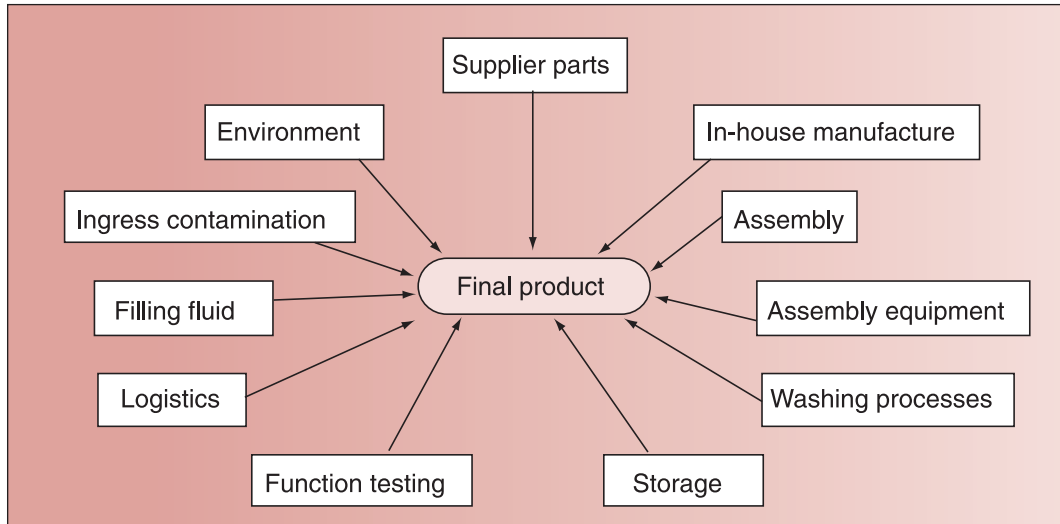 Supplier parts
Environment
In-house manufacture
Ingress contamination
Assembly
Final product
Filling fluid
Assembly equipment
Logistics
Washing processes
Function testing
Storage